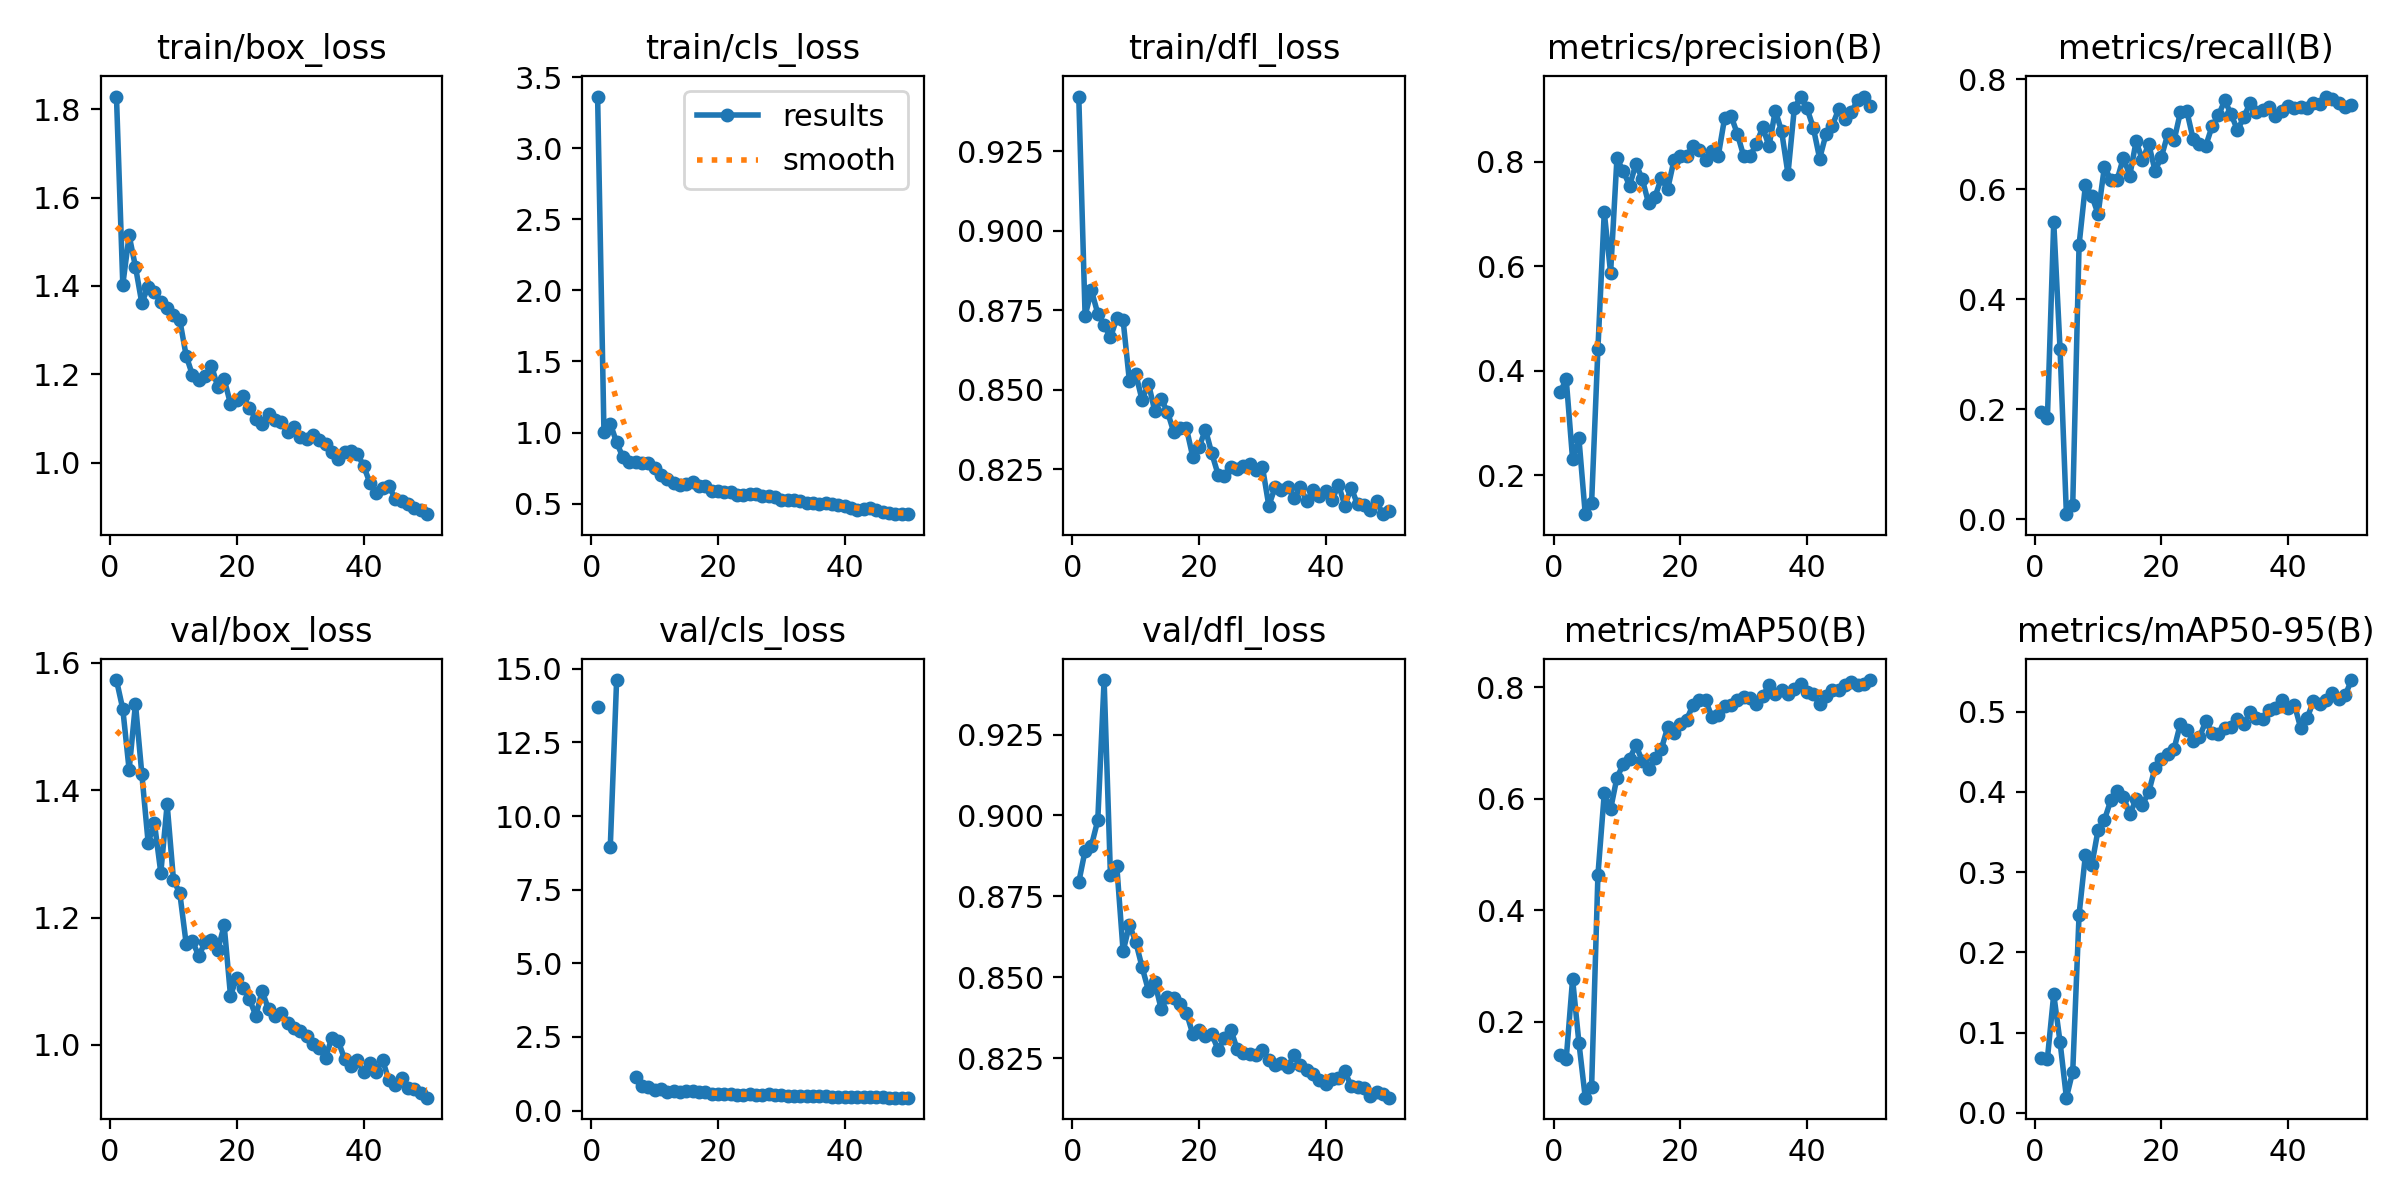 train/box_loss
train/cls_loss
train/dfl_loss
metrics/precision(B)
metrics/recall(B)
1.8
1.6
1.4
1.2
1.0
0 20 40
3.5
3.0
2.5
2.0
1.5
1.0
0.5
results
smooth
0 20 40
0.925
0.900
0.875
0.850
0.825
0 20 40
0.8
0.6
0.4
0.2
0 20 40
0.8
0.6
0.4
0.2
0.0
0 20 40
val/box_loss
val/cls_loss
val/dfl_loss
metrics/mAP50(B)
metrics/mAP50-95(B)
1.6
1.4
1.2
1.0
0 20 40
15.0
12.5
10.0
7.5
5.0
2.5
0.0
0 20 40
0.925
0.900
0.875
0.850
0.825
0 20 40
0.8
0.6
0.4
0.2
0 20 40
0.5
0.4
0.3
0.2
0.1
0.0
0 20 40